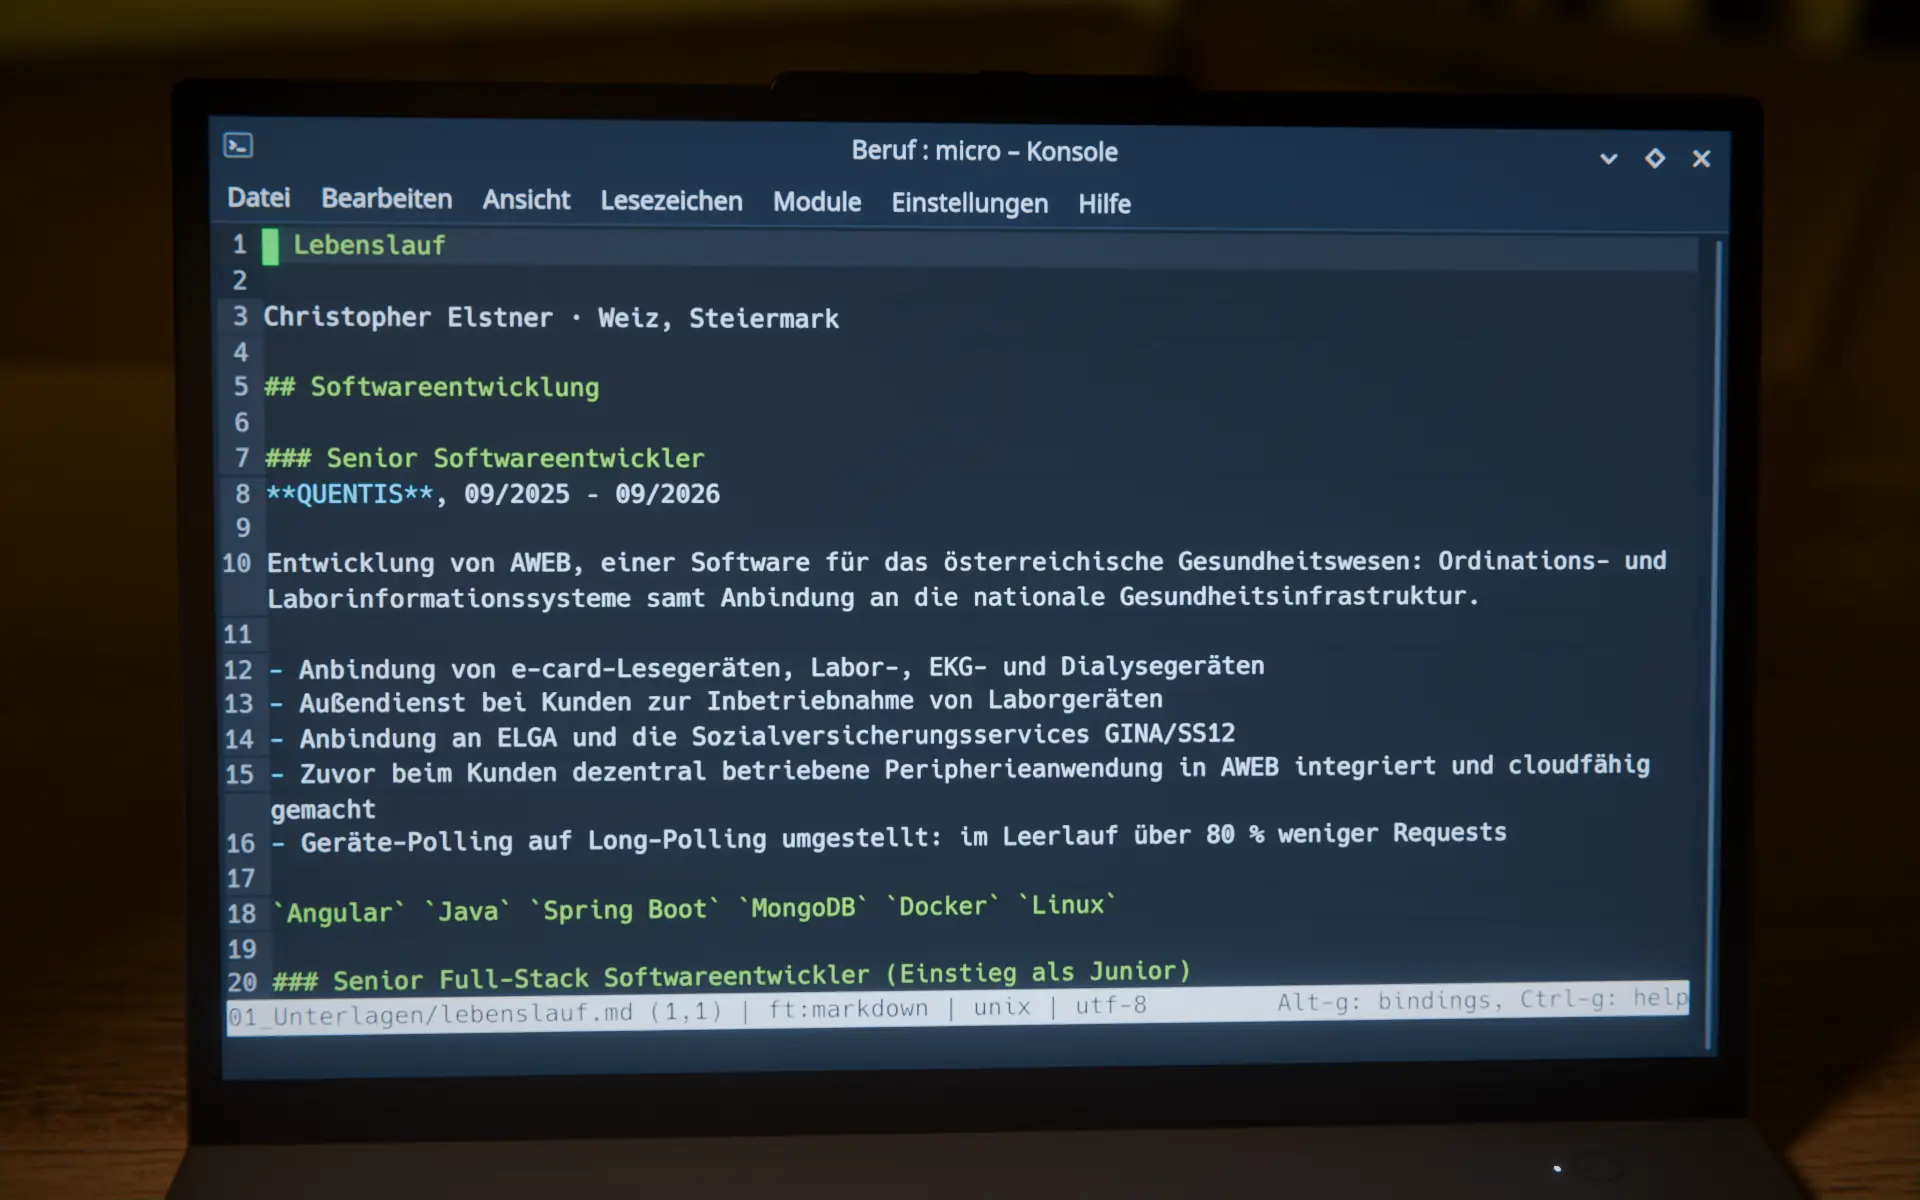 Beruf : micro – Konsole
Datei Bearbeiten Ansicht Lesezeichen Module Einstellungen Hilfe
1 Lebenslauf
2
3 Christopher Elstner · Weiz, Steiermark
4
5 ## Softwareentwicklung
6
7 ### Senior Softwareentwickler
8 **QUENTIS**, 09/2025 - 09/2026
9
10 Entwicklung von AWEB, einer Software für das österreichische Gesundheitswesen: Ordinations- und
Laborinformationssysteme samt Anbindung an die nationale Gesundheitsinfrastruktur.
11
12 - Anbindung von e-card-Lesegeräten, Labor-, EKG- und Dialysegeräten
13 - Außendienst bei Kunden zur Inbetriebnahme von Laborgeräten
14 - Anbindung an ELGA und die Sozialversicherungsservices GINA/SS12
15 - Zuvor beim Kunden dezentral betriebene Peripherieanwendung in AWEB integriert und cloudfähig
gemacht
16 - Geräte-Polling auf Long-Polling umgestellt: im Leerlauf über 80 % weniger Requests
17
18 `Angular` `Java` `Spring Boot` `MongoDB` `Docker` `Linux`
19
20 ### Senior Full-Stack Softwareentwickler (Einstieg als Junior)
01_Unterlagen/lebenslauf.md (1,1) | ft:markdown | unix | utf-8 Alt-g: bindings, Ctrl-g: help